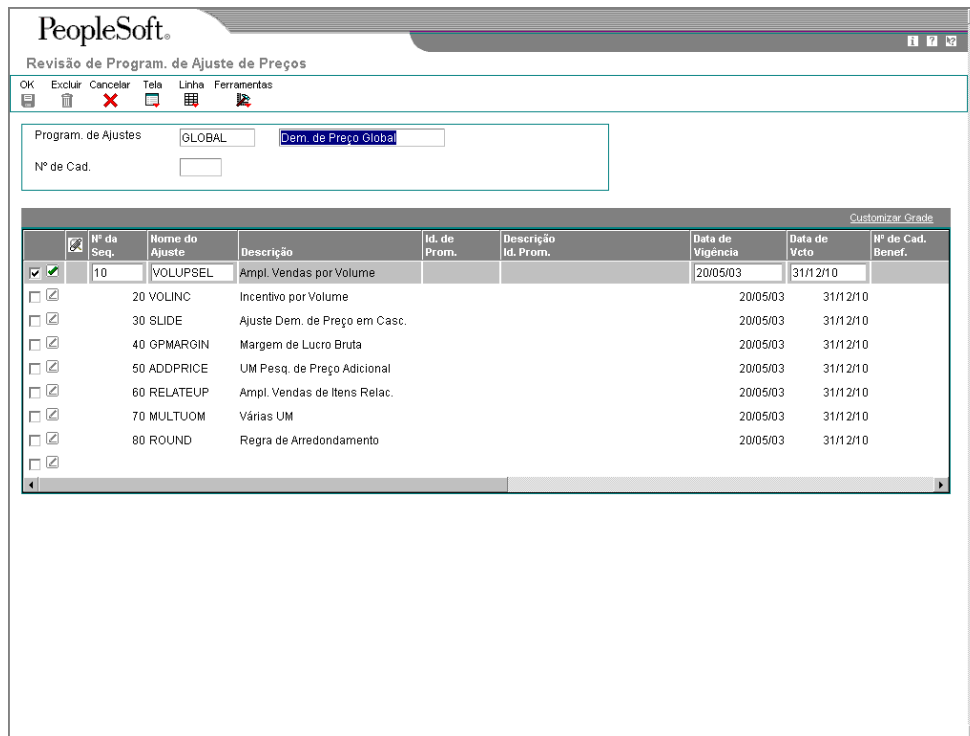 PeopleSoft®
Revisão de Program. de Ajuste de Preços
OK Excluir Cancelar Tela Linha Ferramentas
Program. de Ajustes GLOBAL Dem. de Preço Global
Nº de Cad.
Customizar Grade
Nº da Seq. Nome do Ajuste Descrição Id. de Prom. Descrição Id. Prom. Data de Vigência Data de Vcto Nº de Cad. Benef.
10 VOLUPSEL Ampl. Vendas por Volume 20/05/03 31/12/10
20 VOLINC Incentivo por Volume 20/05/03 31/12/10
30 SLIDE Ajuste Dem. de Preço em Casc. 20/05/03 31/12/10
40 GPMARGIN Margem de Lucro Bruta 20/05/03 31/12/10
50 ADDPRICE UM Pesq. de Preço Adicional 20/05/03 31/12/10
60 RELATEUP Ampl. Vendas de Itens Relac. 20/05/03 31/12/10
70 MULTUOM Várias UM 20/05/03 31/12/10
80 ROUND Regra de Arredondamento 20/05/03 31/12/10